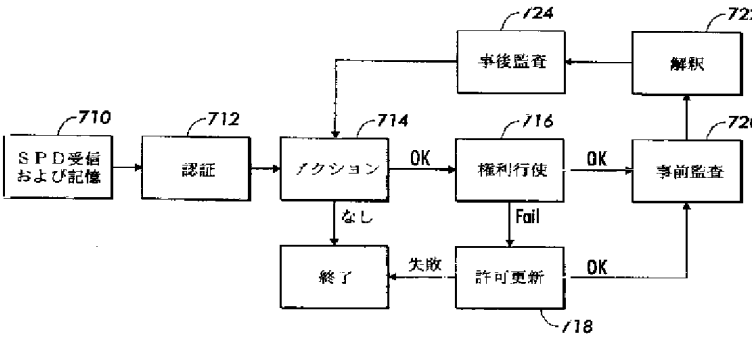 724
事後監査
722
解釈
710
SPD受信
および記憶
712
認証
714
アクション
OK
716
権利行使
OK
720
事前監査
なし
Fail
終了
失敗
許可更新
OK
718